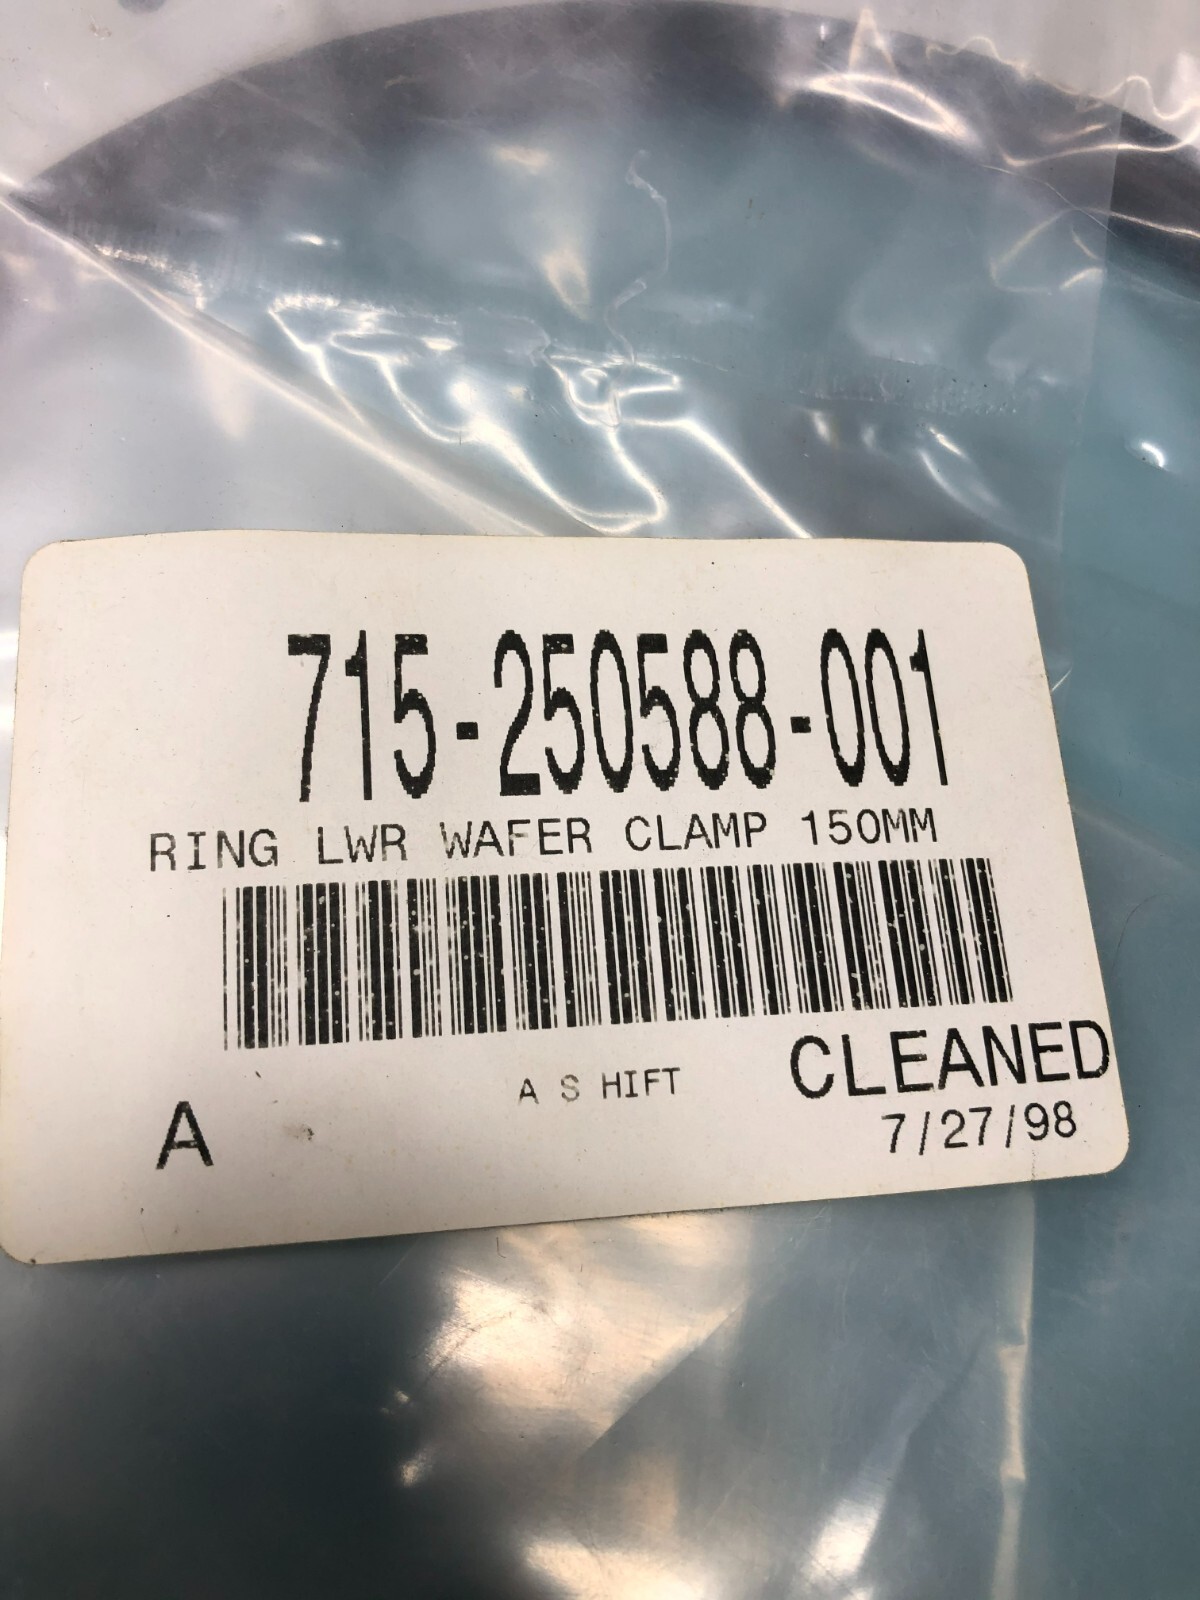 715-250588-001
RING LWR WAFER CLAMP 150MM
CLEANED
A S HIFT
7/27/98
A